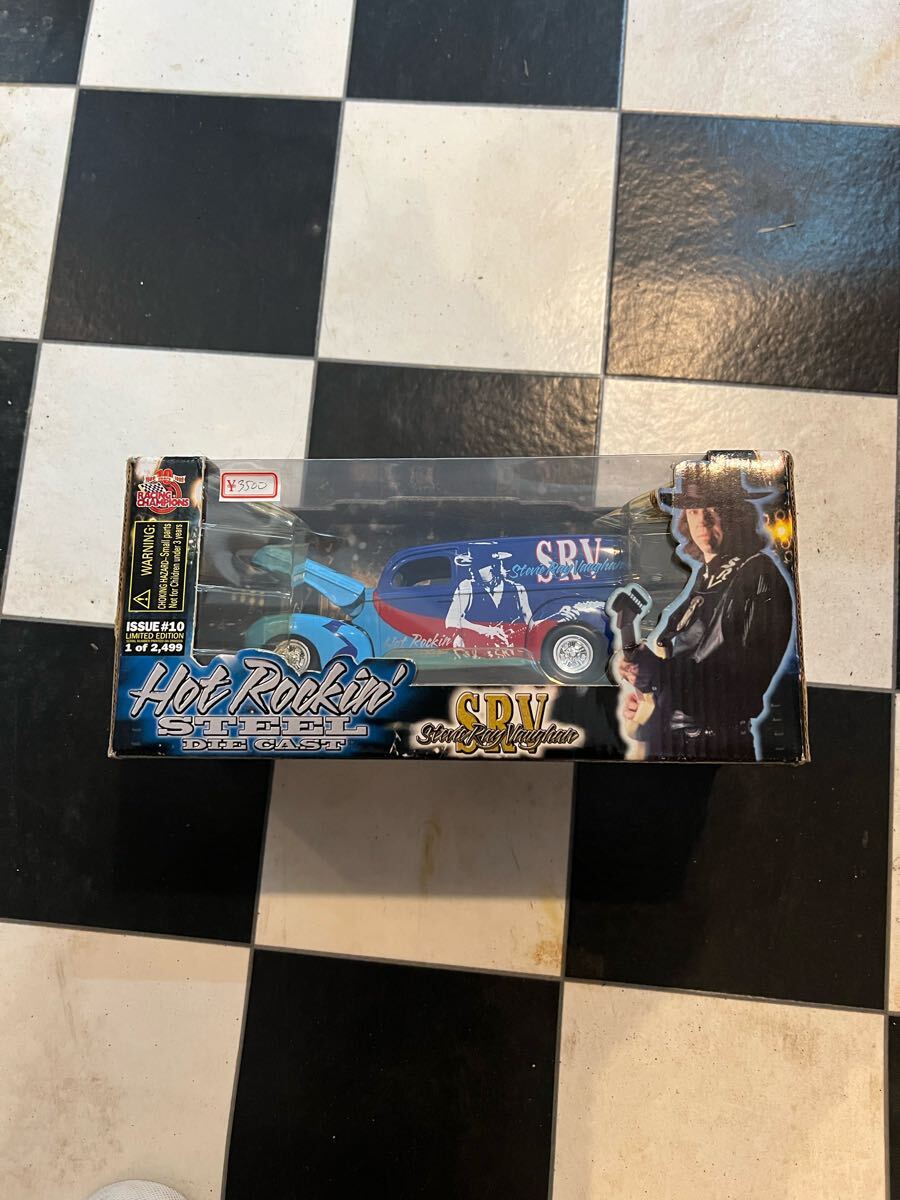 RACING
CHAMPIONS
¥3500
WARNING:
CHOKING HAZARD-Small parts
Not for Children under 3 years
ISSUE #10
LIMITED EDITION
1 of 2,499
Hot Rockin'
STEEL
DIE CAST
SRV
Stevie Ray Vaughan
Hot Rockin'
SRV
Stevie Ray Vaughan